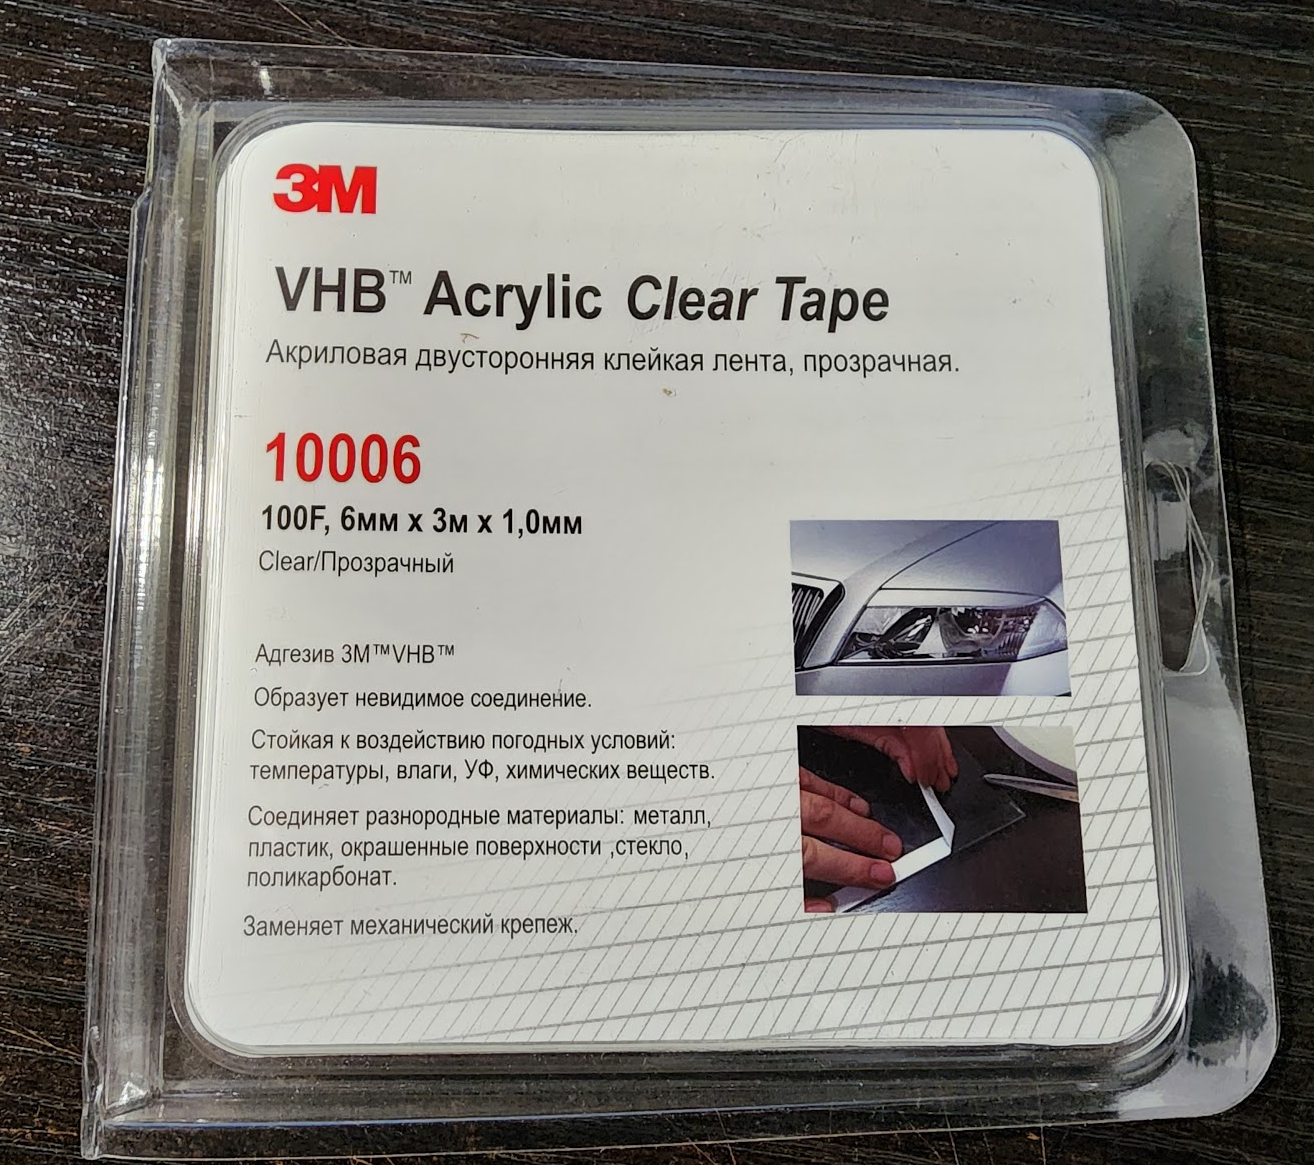 3M
VHB™ Acrylic Clear Tape
Акриловая двусторонняя клейкая лента, прозрачная.
10006
100F, 6мм x 3м x 1,0мм
Clear/Прозрачный
Адгезив 3M™VHB™
Образует невидимое соединение.
Стойкая к воздействию погодных условий:
температуры, влаги, УФ, химических веществ.
Соединяет разнородные материалы: металл,
пластик, окрашенные поверхности ,стекло,
поликарбонат.
Заменяет механический крепеж.